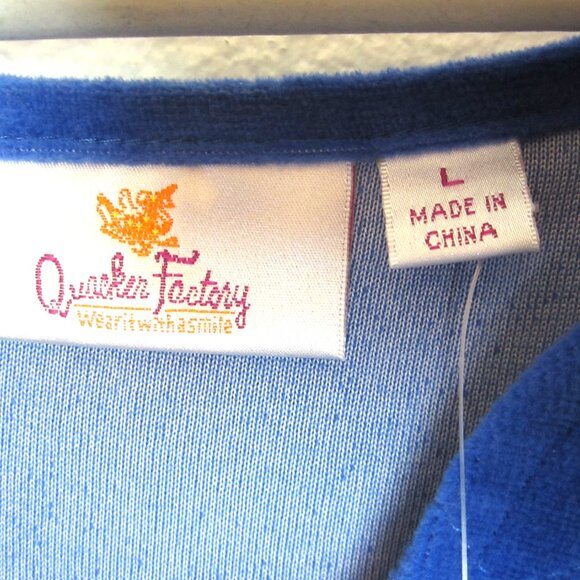 Quacker Factory
Wear it with a smile
L
MADE IN
CHINA